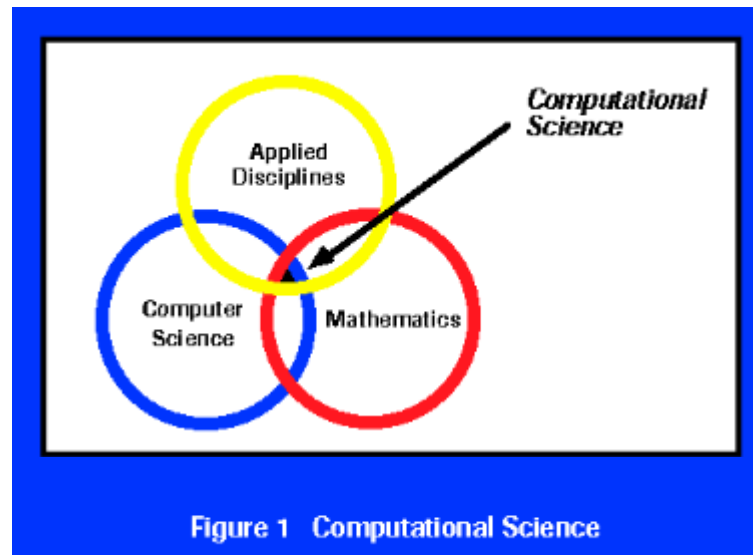 Computational
Science
Applied
Disciplines
Computer
Science
Mathematics
Figure 1 Computational Science